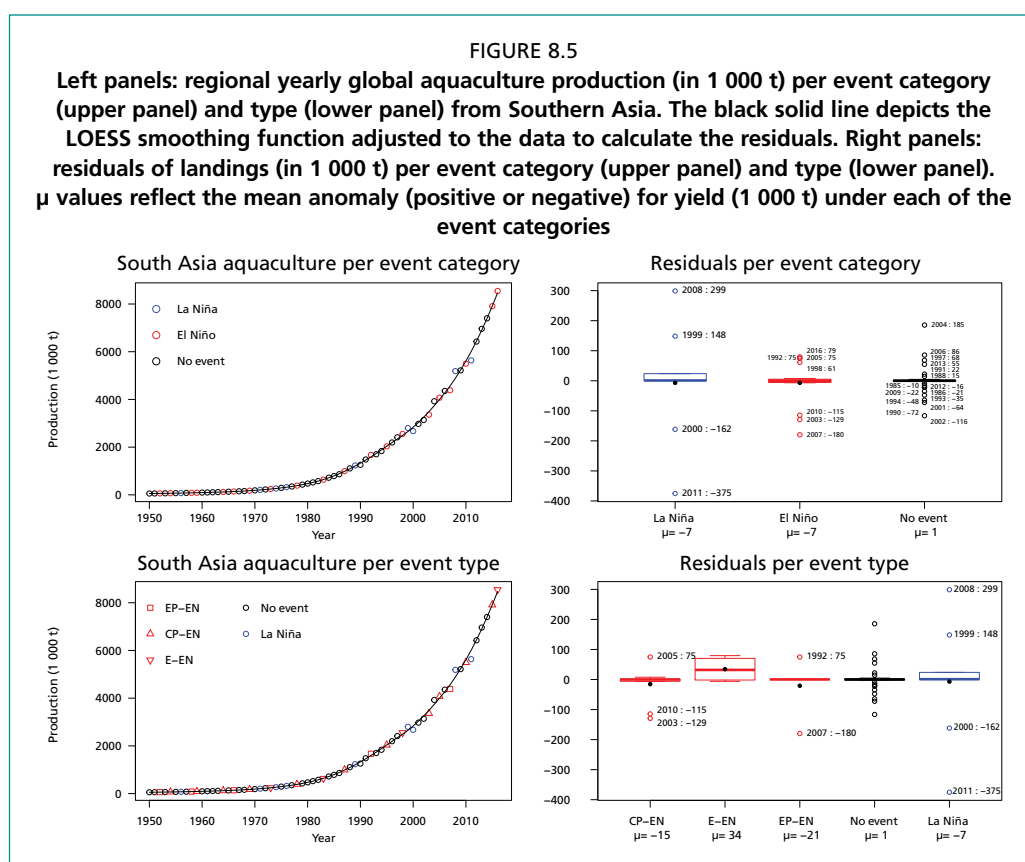 FIGURE 8.5
Left panels: regional yearly global aquaculture production (in 1 000 t) per event category
(upper panel) and type (lower panel) from Southern Asia. The black solid line depicts the
LOESS smoothing function adjusted to the data to calculate the residuals. Right panels:
residuals of landings (in 1 000 t) per event category (upper panel) and type (lower panel).
μ values reflect the mean anomaly (positive or negative) for yield (1 000 t) under each of the
event categories
South Asia aquaculture per event category
Production (1 000 t)
8000
6000
4000
2000
0
La Niña
El Niño
No event
1950 1960 1970 1980 1990 2000 2010
Year
Residuals per event category
300
200
100
0
−100
−200
−300
−400
2008 : 299
1999 : 148
2000 : −162
2011 : −375
2016 : 79
1992 : 75
2005 : 75
1998 : 61
2010 : −115
2003 : −129
2007 : −180
2004 : 185
2006 : 86
1997 : 68
2013 : 55
1991 : 22
1988 : 15
1985 : −10
2012 : −16
2009 : −22
1986 : −21
1993 : −35
1994 : −48
2001 : −64
1990 : −72
2002 : −116
La Niña El Niño No event
μ= −7 μ= −7 μ= 1
South Asia aquaculture per event type
Production (1 000 t)
8000
6000
4000
2000
0
EP−EN No event
CP−EN La Niña
E−EN
1950 1960 1970 1980 1990 2000 2010
Year
Residuals per event type
300
200
100
0
−100
−200
−300
−400
2005 : 75
2010 : −115
2003 : −129
1992 : 75
2007 : −180
2008 : 299
1999 : 148
2000 : −162
2011 : −375
CP−EN E−EN EP−EN No event La Niña
μ= −15 μ= 34 μ= −21 μ= 1 μ= −7